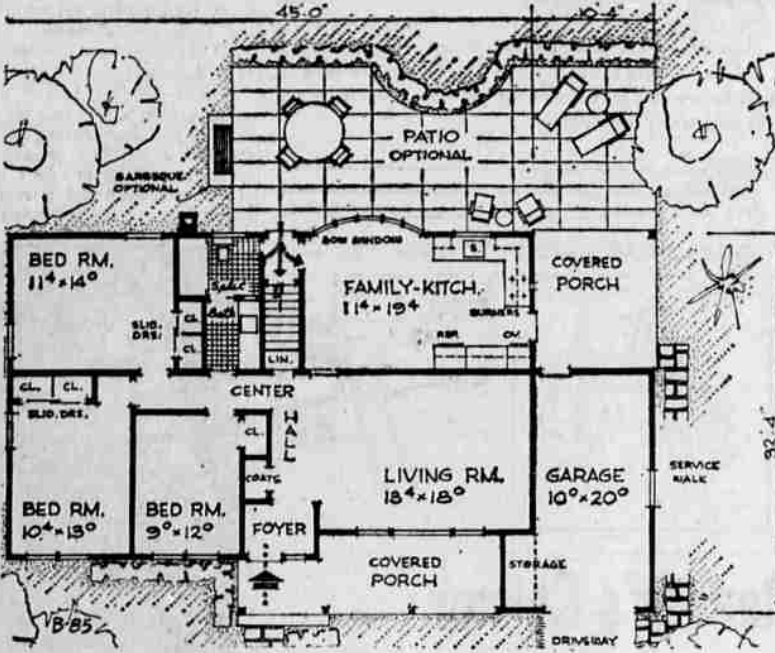 45'-0"
10'-4"
PATIO
OPTIONAL
BARBEQUE
OPTIONAL
BED RM.
11⁴ × 14⁰
BOW WINDOW
S.
FAMILY-KITCH.
11⁴ × 19⁴
COVERED
PORCH
Split
Bath
BURNERS
SLID.
DRS.
CL.
CL.
REF.
OV.
LIN.
CL.
CL.
SLID. DRS.
CENTER
HALL
CL.
COATS
LIVING RM.
13⁴ × 18⁰
GARAGE
10⁰ × 20⁰
SERVICE
WALK
32'-4"
BED RM.
10⁴ × 13⁰
BED RM.
9⁰ × 12⁰
FOYER
COVERED
PORCH
STORAGE
B-85
DRIVEWAY